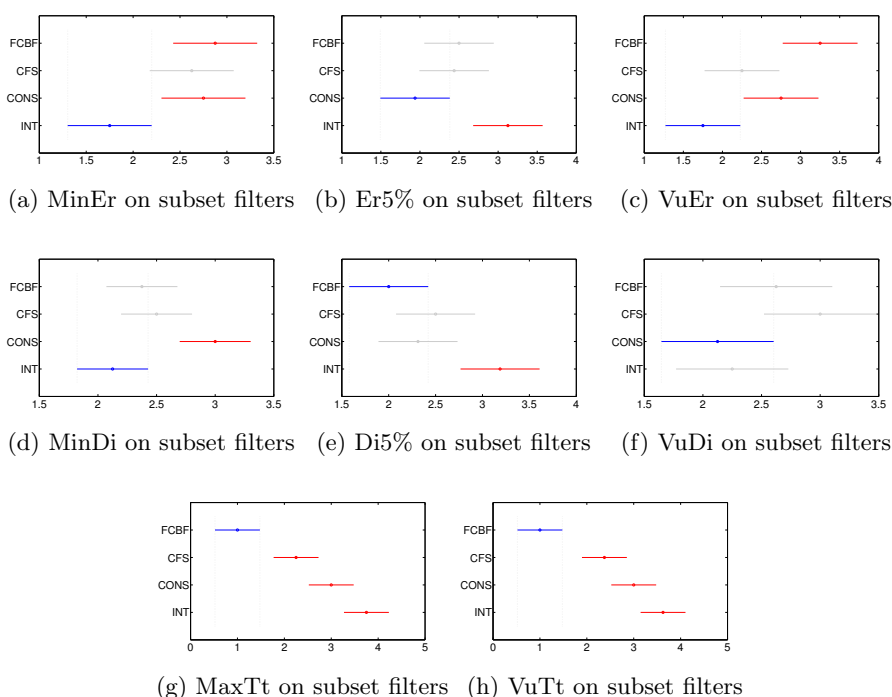 FCBF
CFS
CONS
INT
1 1.5 2 2.5 3 3.5
FCBF
CFS
CONS
INT
1 1.5 2 2.5 3 3.5 4
FCBF
CFS
CONS
INT
1 1.5 2 2.5 3 3.5 4
(a) MinEr on subset filters
(b) Er5% on subset filters
(c) VuEr on subset filters
FCBF
CFS
CONS
INT
1.5 2 2.5 3 3.5
FCBF
CFS
CONS
INT
1.5 2 2.5 3 3.5 4
FCBF
CFS
CONS
INT
1.5 2 2.5 3 3.5
(d) MinDi on subset filters
(e) Di5% on subset filters
(f) VuDi on subset filters
FCBF
CFS
CONS
INT
0 1 2 3 4 5
FCBF
CFS
CONS
INT
0 1 2 3 4 5
(g) MaxTt on subset filters
(h) VuTt on subset filters